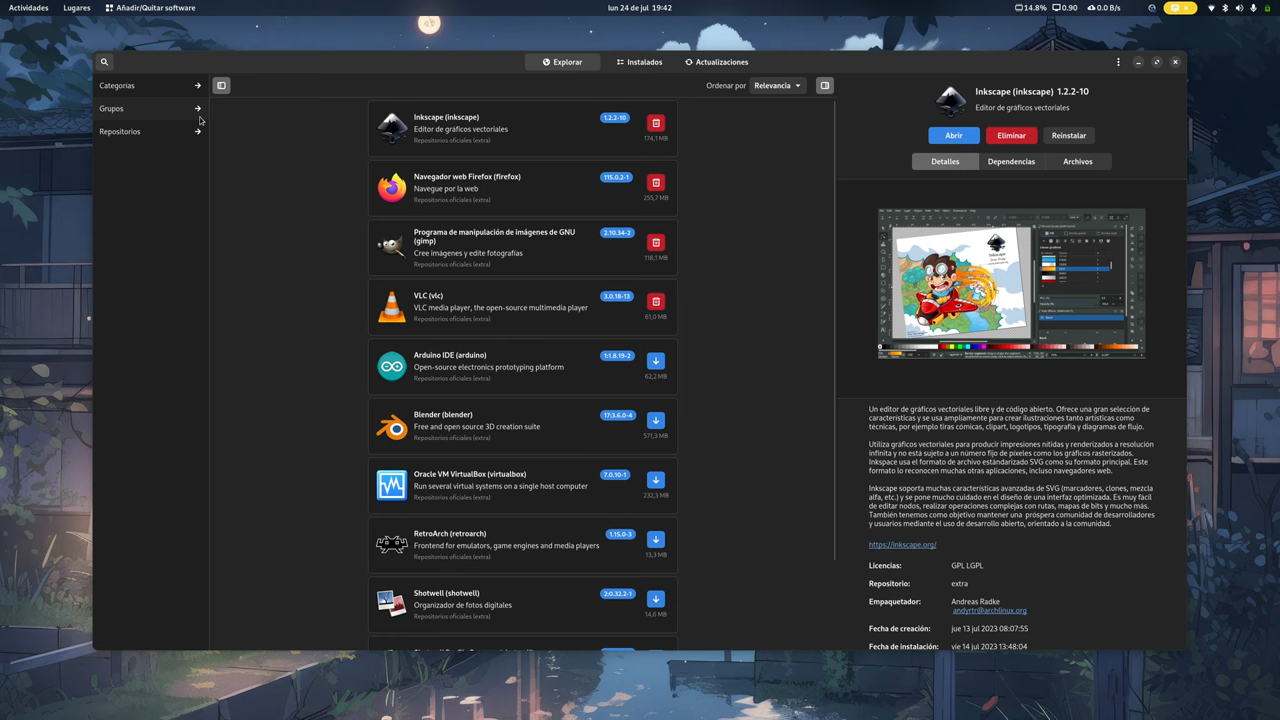 Actividades
Lugares
Añadir/Quitar software
lun 24 de jul  19:42
14.8%
0.90
0.0 B/s
Explorar
Instalados
Actualizaciones
Categorías
Grupos
Repositorios
Ordenar por
Relevancia
Inkscape (inkscape)
1.2.2-10
Editor de gráficos vectoriales
Repositorios oficiales (extra)
174,1 MB
Navegador web Firefox (firefox)
115.0.2-1
Navegue por la web
Repositorios oficiales (extra)
255,7 MB
Programa de manipulación de imágenes de GNU
(gimp)
2.10.34-2
Cree imágenes y edite fotografías
Repositorios oficiales (extra)
118,1 MB
VLC (vlc)
3.0.18-13
VLC media player, the open-source multimedia player
Repositorios oficiales (extra)
61,0 MB
Arduino IDE (arduino)
1:1.8.19-2
Open-source electronics prototyping platform
Repositorios oficiales (extra)
62,2 MB
Blender (blender)
17:3.6.0-4
Free and open source 3D creation suite
Repositorios oficiales (extra)
571,3 MB
Oracle VM VirtualBox (virtualbox)
7.0.10-1
Run several virtual systems on a single host computer
Repositorios oficiales (extra)
232,3 MB
RetroArch (retroarch)
1.15.0-3
Frontend for emulators, game engines and media players
Repositorios oficiales (extra)
13,3 MB
Shotwell (shotwell)
2:0.32.2-1
Organizador de fotos digitales
Repositorios oficiales (extra)
14,6 MB
Inkscape (inkscape)  1.2.2-10
Editor de gráficos vectoriales
Abrir
Eliminar
Reinstalar
Detalles
Dependencias
Archivos
Un editor de gráficos vectoriales libre y de código abierto. Ofrece una gran selección de
características y se usa ampliamente para crear ilustraciones tanto artísticas como
técnicas, por ejemplo tiras cómicas, clipart, logotipos, tipografía y diagramas de flujo.
Utiliza gráficos vectoriales para producir impresiones nítidas y renderizados a resolución
infinita y no está sujeto a un número fijo de píxeles como los gráficos rasterizados.
Inkspace usa el formato de archivo estándarizado SVG como su formato principal. Este
formato lo reconocen muchas otras aplicaciones, incluso navegadores web.
Inkscape soporta muchas características avanzadas de SVG (marcadores, clones, mezcla
alfa, etc.) y se pone mucho cuidado en el diseño de una interfaz optimizada. Es muy fácil
de editar nodos, realizar operaciones complejas con rutas, mapas de bits y mucho más.
También tenemos como objetivo mantener una  próspera comunidad de desarrolladores
y usuarios mediante el uso de desarrollo abierto, orientado a la comunidad.
https://inkscape.org/
Licencias: GPL LGPL
Repositorio: extra
Empaquetador: Andreas Radke
andyrtr@archlinux.org
Fecha de creación: jue 13 jul 2023 08:07:55
Fecha de instalación: vie 14 jul 2023 13:48:04